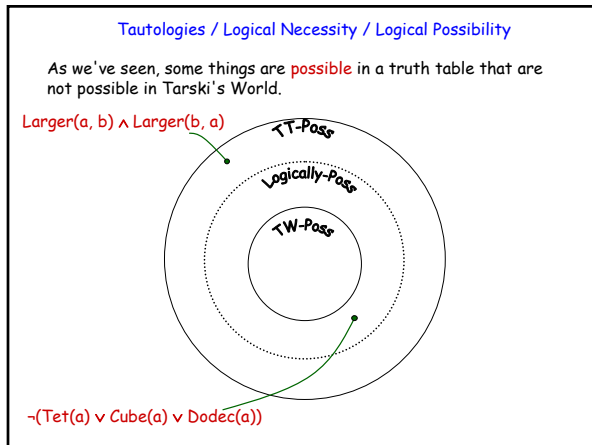 Tautologies / Logical Necessity / Logical Possibility
As we've seen, some things are possible in a truth table that are
not possible in Tarski's World.
Larger(a, b) ∧ Larger(b, a)
TT-Poss
Logically-Poss
TW-Poss
¬(Tet(a) ∨ Cube(a) ∨ Dodec(a))